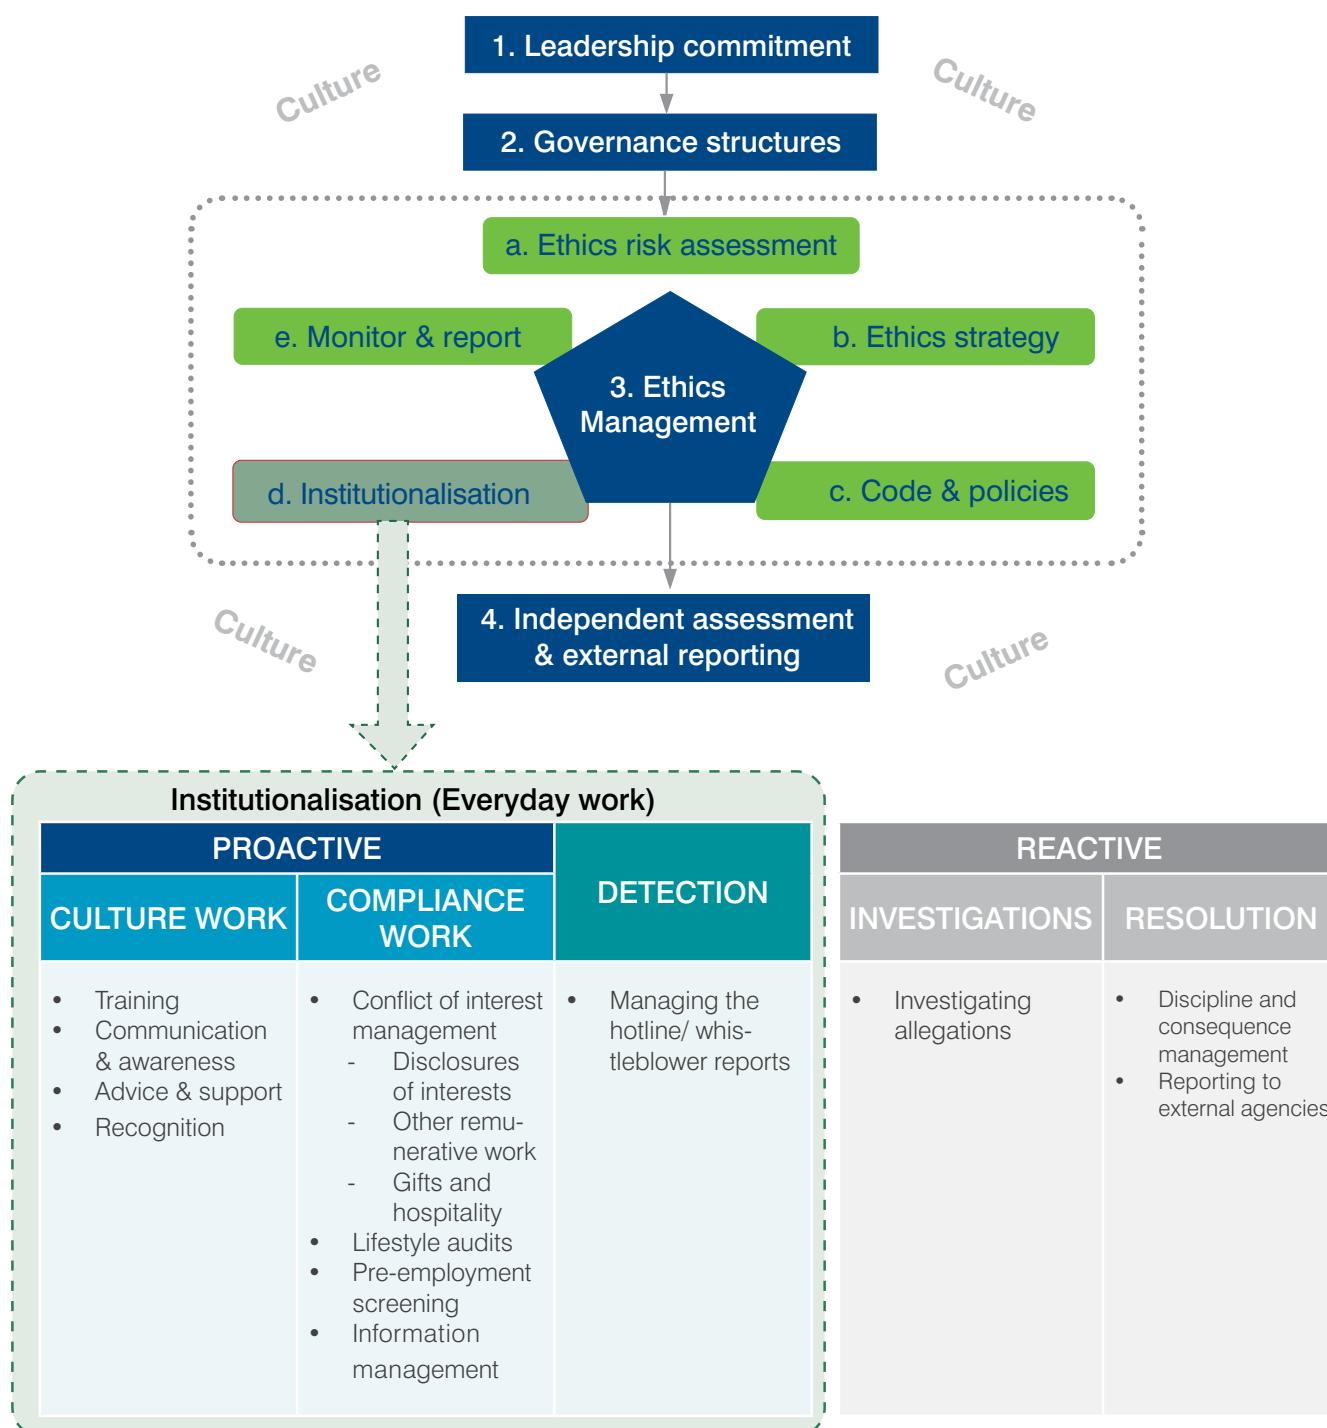 1. Leadership commitment
Culture
Culture
2. Governance structures
a. Ethics risk assessment
e. Monitor & report
b. Ethics strategy
3. Ethics
Management
d. Institutionalisation
c. Code & policies
4. Independent assessment
& external reporting
Culture
Culture
Institutionalisation (Everyday work)
PROACTIVE
CULTURE WORK
COMPLIANCE
WORK
DETECTION
REACTIVE
INVESTIGATIONS
RESOLUTION
• Training
• Communication
& awareness
• Advice & support
• Recognition
• Conflict of interest
management
- Disclosures
of interests
- Other remu-
nerative work
- Gifts and
hospitality
• Lifestyle audits
• Pre-employment
screening
• Information
management
• Managing the
hotline/ whis-
tleblower reports
• Investigating
allegations
• Discipline and
consequence
management
• Reporting to
external agencies